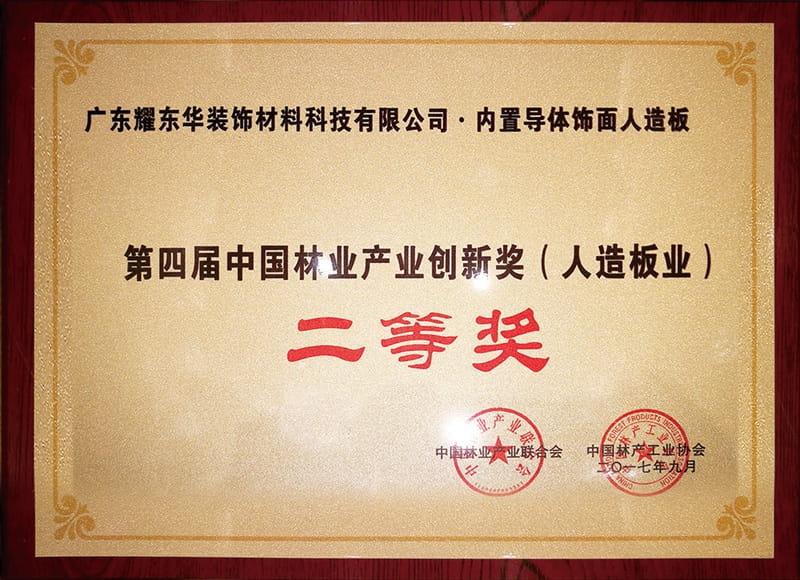 广东耀东华装饰材料科技有限公司·内置导体饰面人造板
第四届中国林业产业创新奖（人造板业）
二等奖
中国林业产业联合会
中国林产工业协会
二〇一七年九月